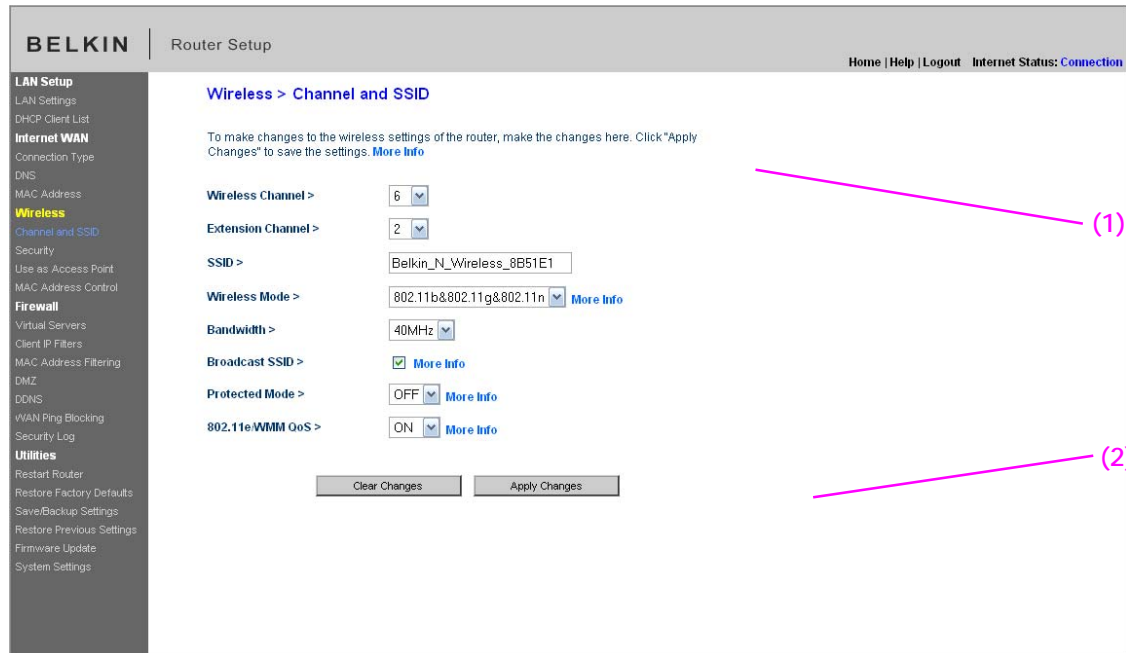 BELKIN | Router Setup
Home | Help | Logout Internet Status: Connection
LAN Setup
LAN Settings
DHCP Client List
Internet WAN
Connection Type
DNS
MAC Address
Wireless
Channel and SSID
Security
Use as Access Point
MAC Address Control
Firewall
Virtual Servers
Client IP Filters
MAC Address Filtering
DMZ
DDNS
WAN Ping Blocking
Security Log
Utilities
Restart Router
Restore Factory Defaults
Save/Backup Settings
Restore Previous Settings
Firmware Update
System Settings
Wireless > Channel and SSID
To make changes to the wireless settings of the router, make the changes here. Click "Apply
Changes" to save the settings. More Info
Wireless Channel > 6
Extension Channel > 2
SSID > Belkin_N_Wireless_8B51E1
Wireless Mode > 802.11b&802.11g&802.11n More Info
Bandwidth > 40MHz
Broadcast SSID > More Info
Protected Mode > OFF More Info
802.11e/WMM QoS > ON More Info
Clear Changes Apply Changes
(1)
(2)